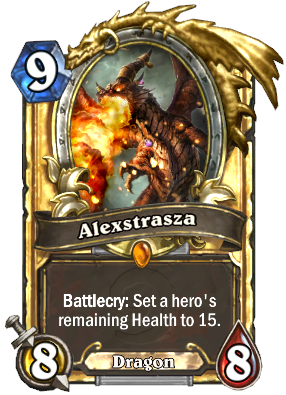 9
Alexstrasza
Battlecry: Set a hero's
remaining Health to 15.
8
Dragon
8